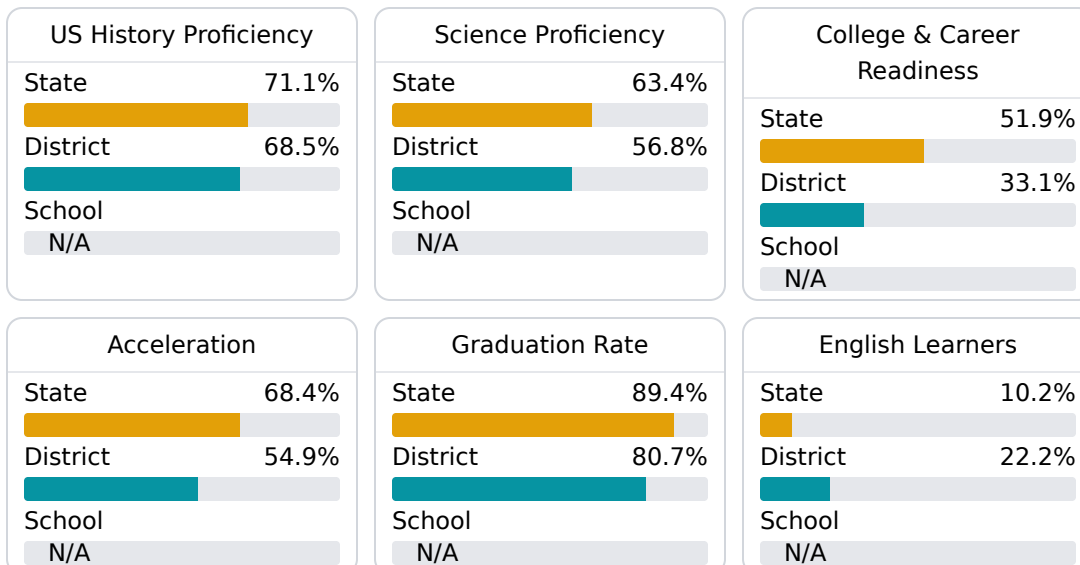 US History Proficiency
State 71.1%
District 68.5%
School
N/A
Science Proficiency
State 63.4%
District 56.8%
School
N/A
College & Career
Readiness
State 51.9%
District 33.1%
School
N/A
Acceleration
State 68.4%
District 54.9%
School
N/A
Graduation Rate
State 89.4%
District 80.7%
School
N/A
English Learners
State 10.2%
District 22.2%
School
N/A